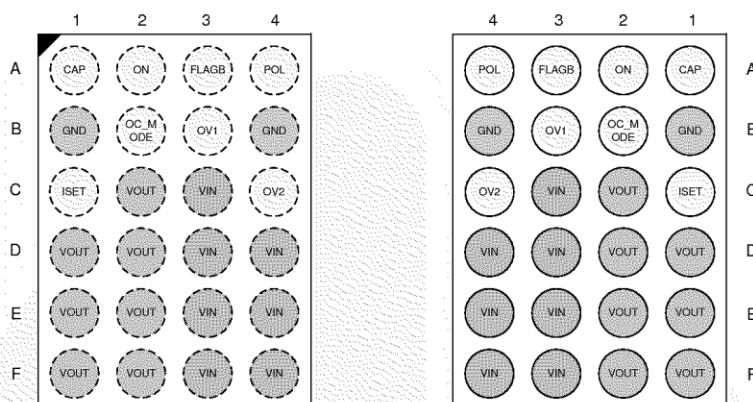 1 2 3 4
A CAP ON FLAGB POL
B GND OC_M
ODE OV1 GND
C ISET VOUT VIN OV2
D VOUT VOUT VIN VIN
E VOUT VOUT VIN VIN
F VOUT VOUT VIN VIN
4 3 2 1
POL FLAGB ON CAP A
GND OV1 OC_M
ODE GND B
OV2 VIN VOUT ISET C
VIN VIN VOUT VOUT D
VIN VIN VOUT VOUT E
VIN VIN VOUT VOUT F